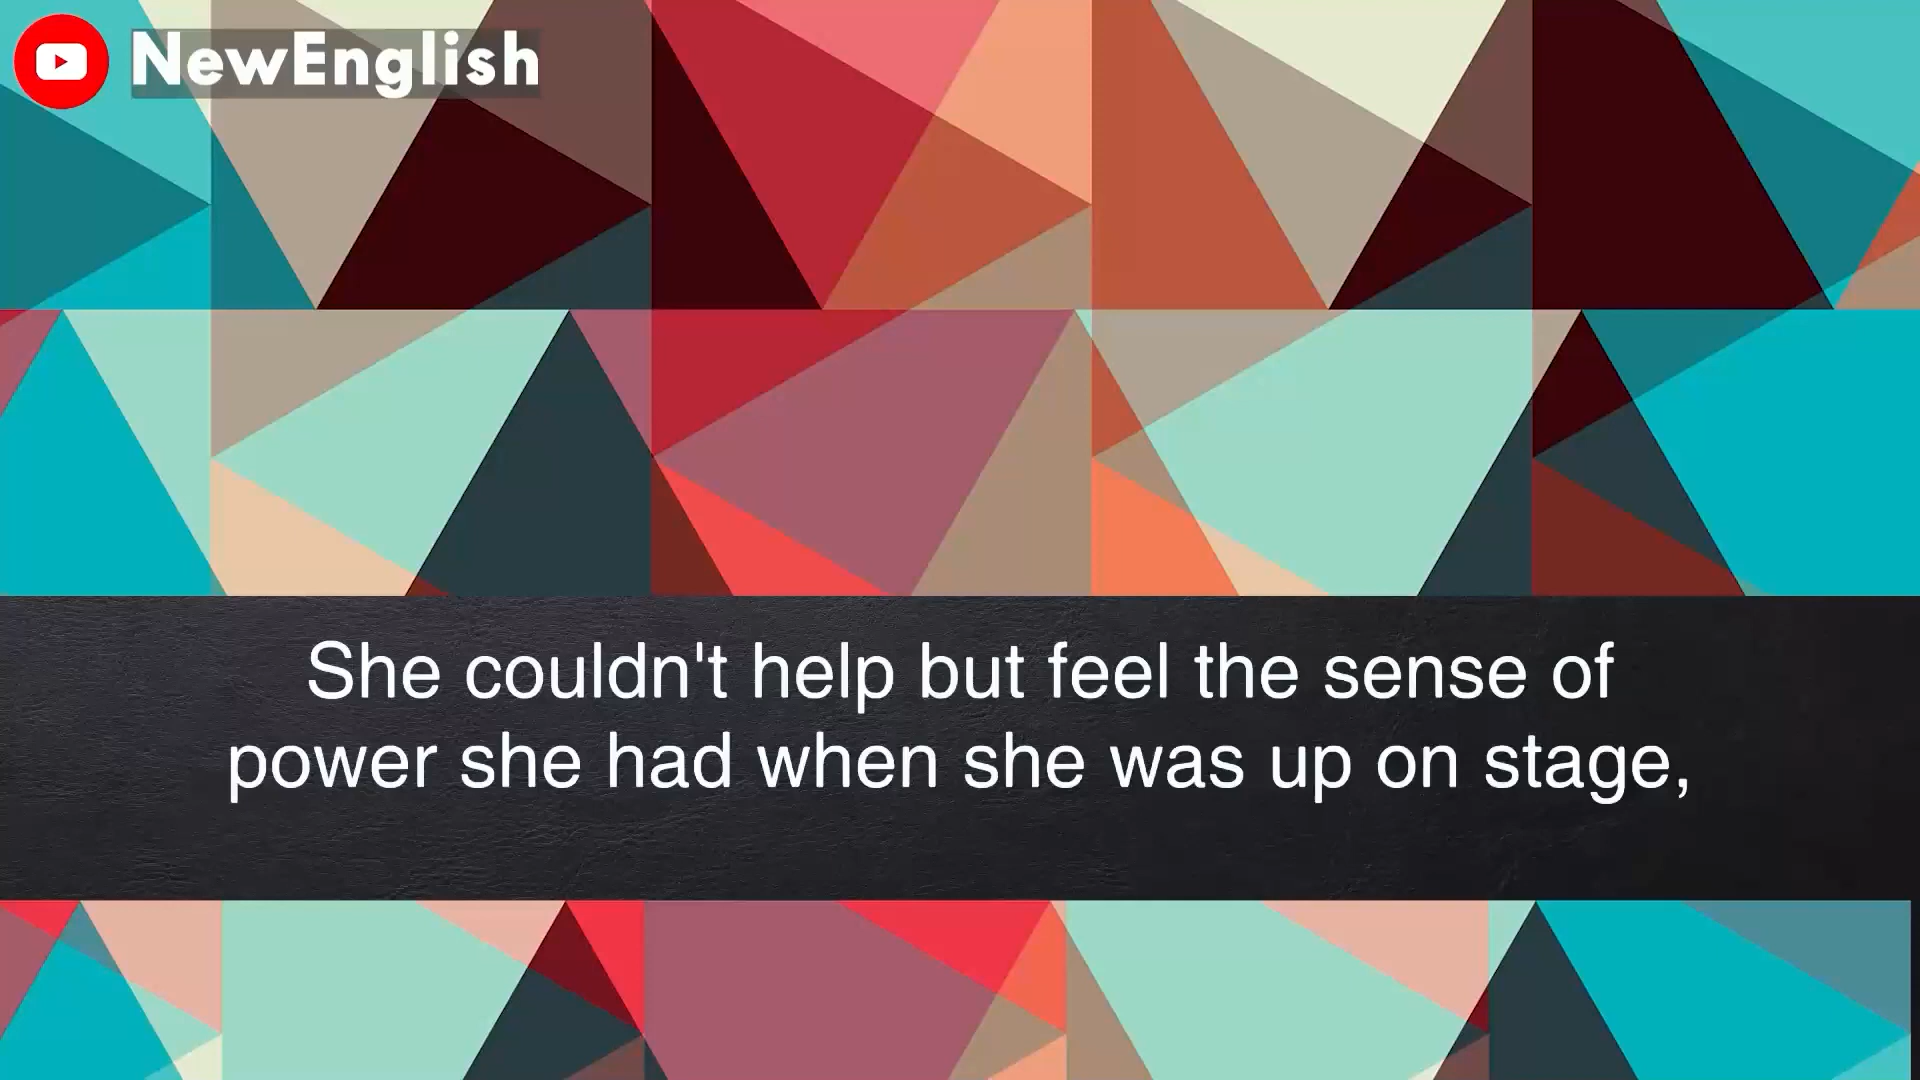 NewEnglish
She couldn't help but feel the sense of
power she had when she was up on stage,